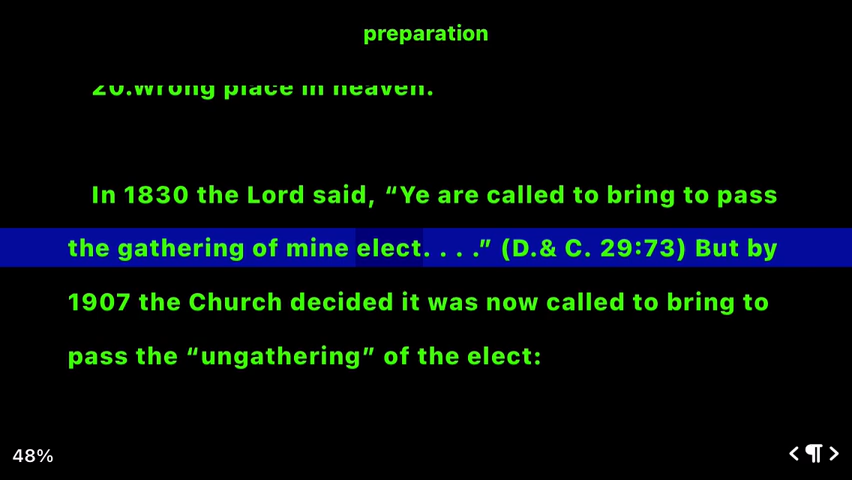 preparation
20.Wrong place in heaven.
In 1830 the Lord said, “Ye are called to bring to pass
the gathering of mine elect. . . .” (D.& C. 29:73) But by
1907 the Church decided it was now called to bring to
pass the “ungathering” of the elect:
48%
<¶>